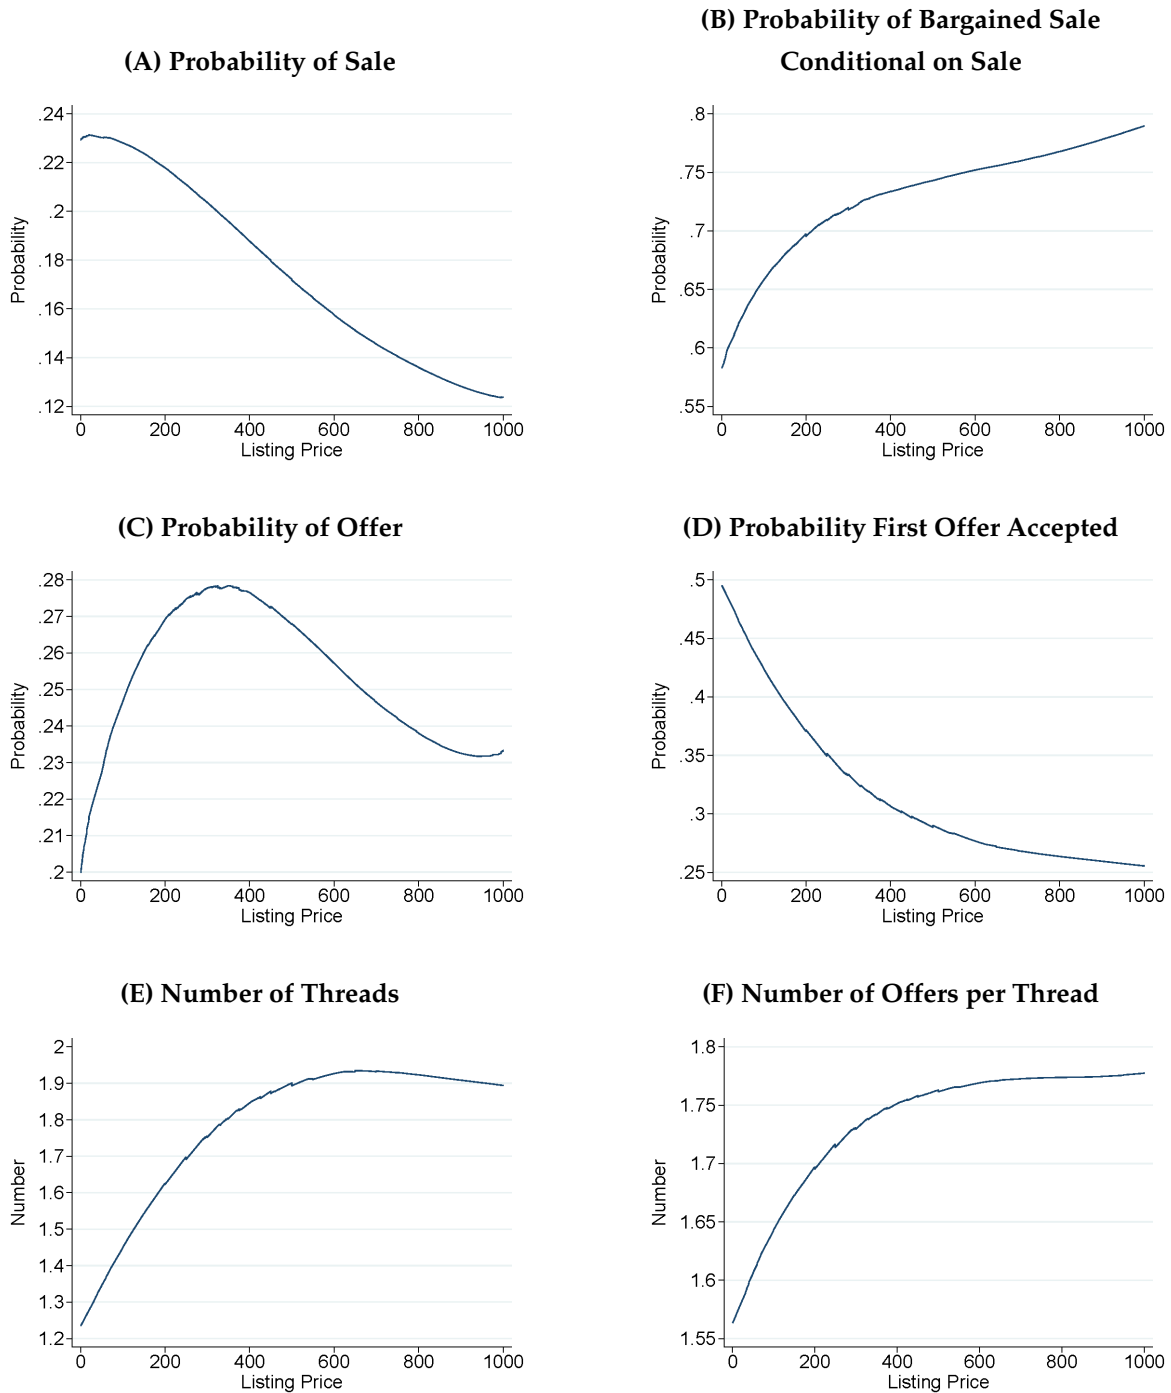 (A) Probability of Sale
.24
.22
.2
.18
.16
.14
.12
Probability
0 200 400 600 800 1000
Listing Price
(B) Probability of Bargained Sale
Conditional on Sale
.8
.75
.7
.65
.6
.55
Probability
0 200 400 600 800 1000
Listing Price
(C) Probability of Offer
.28
.27
.26
.25
.24
.23
.22
.21
.2
Probability
0 200 400 600 800 1000
Listing Price
(D) Probability First Offer Accepted
.5
.45
.4
.35
.3
.25
Probability
0 200 400 600 800 1000
Listing Price
(E) Number of Threads
2
1.9
1.8
1.7
1.6
1.5
1.4
1.3
1.2
Number
0 200 400 600 800 1000
Listing Price
(F) Number of Offers per Thread
1.8
1.75
1.7
1.65
1.6
1.55
Number
0 200 400 600 800 1000
Listing Price